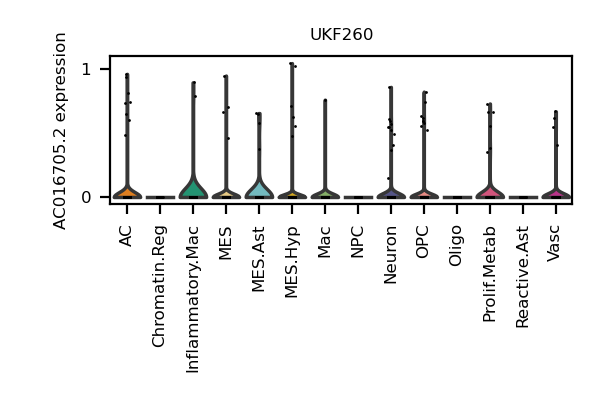 UKF260
AC016705.2 expression
1
0
AC
Chromatin.Reg
Inflammatory.Mac
MES
MES.Ast
MES.Hyp
Mac
NPC
Neuron
OPC
Oligo
Prolif.Metab
Reactive.Ast
Vasc